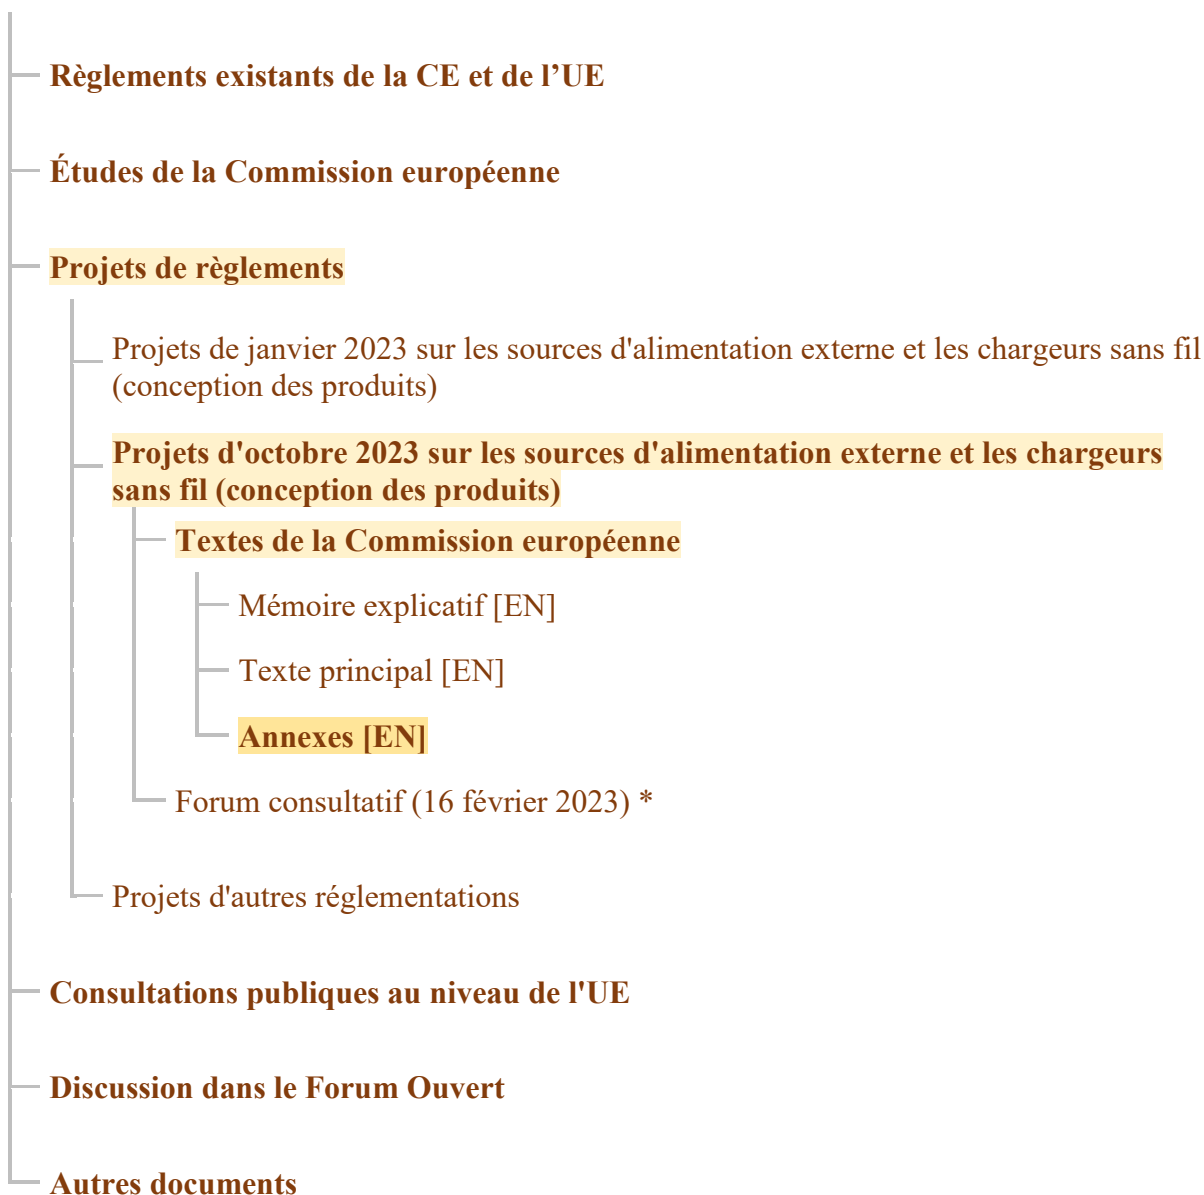 Règlements existants de la CE et de l’UE
Études de la Commission européenne
Projets de règlements
Projets de janvier 2023 sur les sources d'alimentation externe et les chargeurs sans fil
(conception des produits)
Projets d'octobre 2023 sur les sources d'alimentation externe et les chargeurs
sans fil (conception des produits)
Textes de la Commission européenne
Mémoire explicatif [EN]
Texte principal [EN]
Annexes [EN]
Forum consultatif (16 février 2023) *
Projets d'autres réglementations
Consultations publiques au niveau de l'UE
Discussion dans le Forum Ouvert
Autres documents